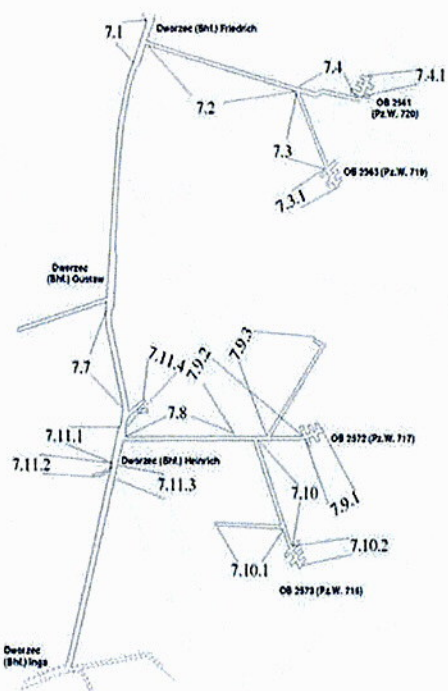 7.1
Dworzec (Bhf.) Friedrich
7.2
7.4
7.4.1
OB 2561
(Pz.W. 720)
7.3
OB 2563 (Pz.W. 719)
7.3.1
Dworzec
(Bhf.) Gustaw
7.7
7.11.4
7.9.2
7.9.3
7.8
7.11.1
OB 2572 (Pz.W. 717)
7.11.2
Dworzec (Bhf.) Heinrich
7.11.3
7.10
7.9.1
7.10.1
7.10.2
OB 2573 (Pz.W. 716)
Dworzec
(Bhf.) Inga